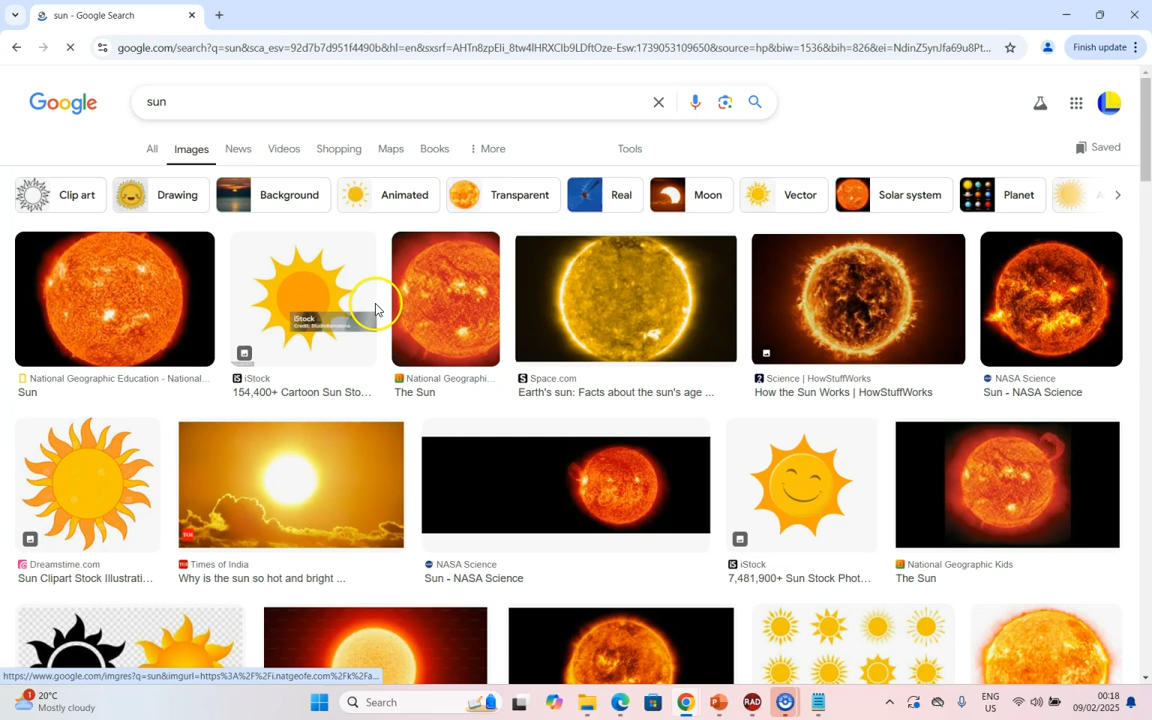 sun - Google Search
google.com/search?q=sun&sca_esv=92d7b7d951f4490b&hl=en&sxsrf=AHTn8zpEli_8tw4lHRXClb9LDftOze-Esw:1739053109650&source=hp&biw=1536&bih=826&ei=NdinZ5ynJfa69u8Pt...
Finish update
Google
sun
All Images News Videos Shopping Maps Books More Tools Saved
Clip art Drawing Background Animated Transparent Real Moon Vector Solar system Planet
iStock
National Geographic Education - National...
Sun
iStock
154,400+ Cartoon Sun Sto...
National Geographi...
The Sun
Space.com
Earth's sun: Facts about the sun's age ...
Science | HowStuffWorks
How the Sun Works | HowStuffWorks
NASA Science
Sun - NASA Science
Dreamstime.com
Sun Clipart Stock Illustrati...
TOI
Times of India
Why is the sun so hot and bright ...
NASA Science
Sun - NASA Science
iStock
7,481,900+ Sun Stock Phot...
National Geographic Kids
The Sun
https://www.google.com/imgres?q=sun&imgurl=https%3A%2F%2Fi.natgeofe.com%2Fk%2Fa...
1
20°C
Mostly cloudy
Search
RAD
ENG
US
00:18
09/02/2025